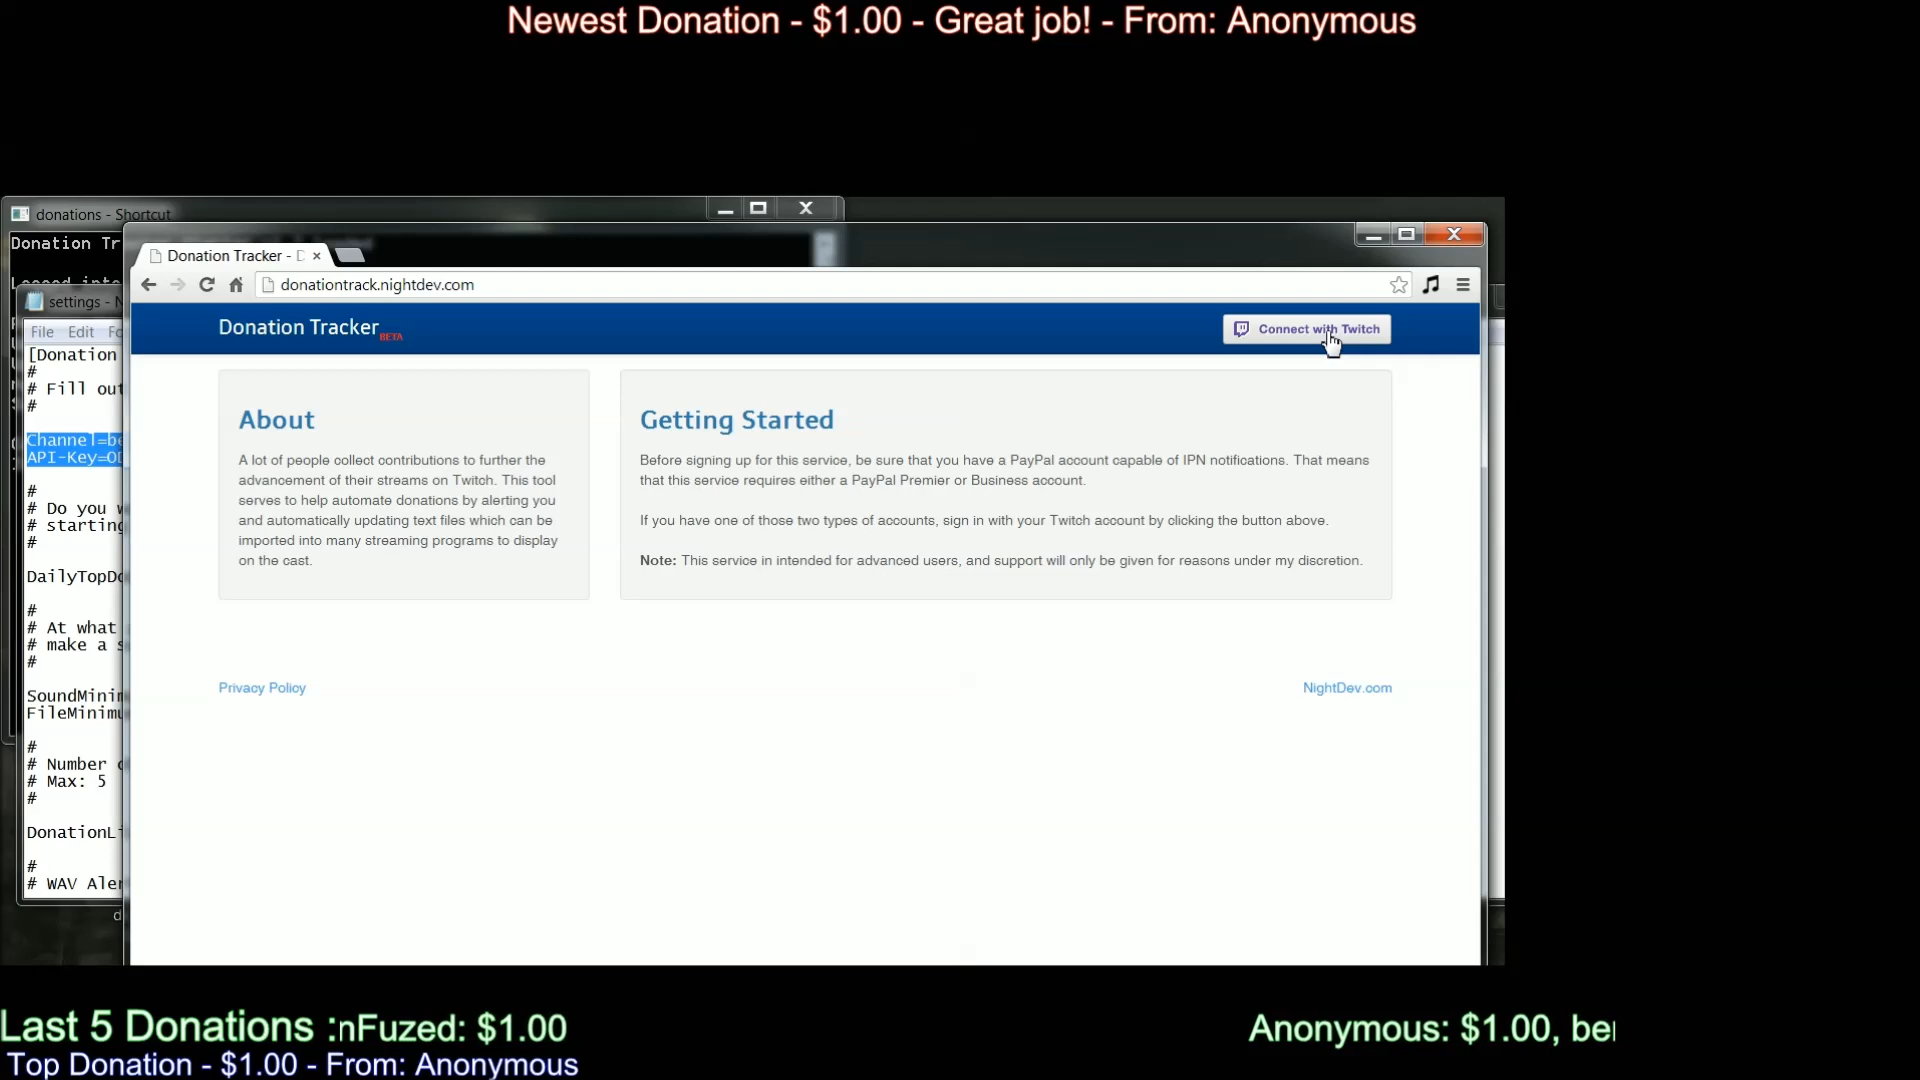 Newest Donation - $1.00 - Great job! - From: Anonymous
donations - Shortcut
Donation Tr
Donation Tracker - D
settings - N
donationtrack.nightdev.com
File Edit Fo
Donation Tracker BETA
Connect with Twitch
[Donation
#
# Fill out
#
Channel=be
API-Key=OD
#
# Do you w
# starting
#
DailyTopDo
#
# At what
# make a s
#
SoundMinim
FileMinimu
#
# Number o
# Max: 5
#
DonationLi
#
# WAV Aler
About
A lot of people collect contributions to further the
advancement of their streams on Twitch. This tool
serves to help automate donations by alerting you
and automatically updating text files which can be
imported into many streaming programs to display
on the cast.
Getting Started
Before signing up for this service, be sure that you have a PayPal account capable of IPN notifications. That means
that this service requires either a PayPal Premier or Business account.
If you have one of those two types of accounts, sign in with your Twitch account by clicking the button above.
Note: This service in intended for advanced users, and support will only be given for reasons under my discretion.
Privacy Policy
NightDev.com
Last 5 Donations :nFuzed: $1.00
Anonymous: $1.00, ber
Top Donation - $1.00 - From: Anonymous